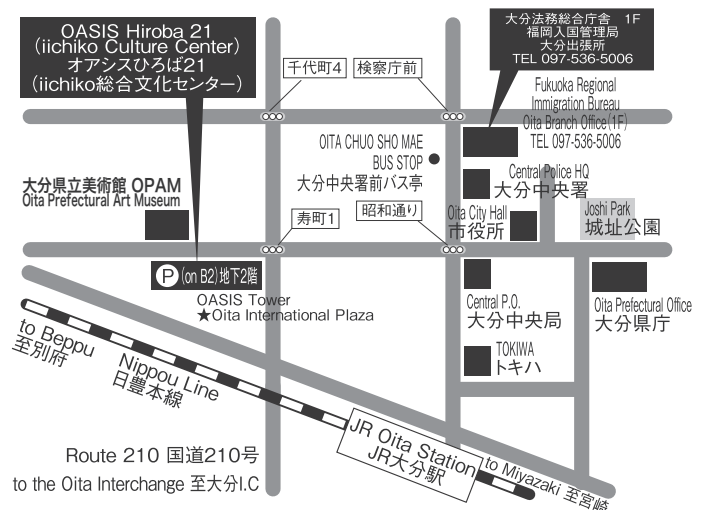 OASIS Hiroba 21
(iichiko Culture Center)
オアシスひろば21
(iichiko総合文化センター)
大分法務総合庁舎 1F
福岡入国管理局
大分出張所
TEL 097-536-5006
千代町4
検察庁前
Fukuoka Regional
Immigration Bureau
Oita Branch Office(1F)
TEL 097-536-5006
OITA CHUO SHO MAE
BUS STOP
大分中央署前バス亭
Central Police HQ
大分中央署
大分県立美術館 OPAM
Oita Prefectural Art Museum
寿町1
昭和通り
Oita City Hall
市役所
Joshi Park
城址公園
P (on B2)地下2階
OASIS Tower
★Oita International Plaza
Central P.O.
大分中央局
Oita Prefectural Office
大分県庁
to Beppu
至別府
Nippou Line
日豊本線
TOKIWA
トキハ
JR Oita Station
JR大分駅
to Miyazaki 至宮崎
Route 210 国道210号
to the Oita Interchange 至大分I.C